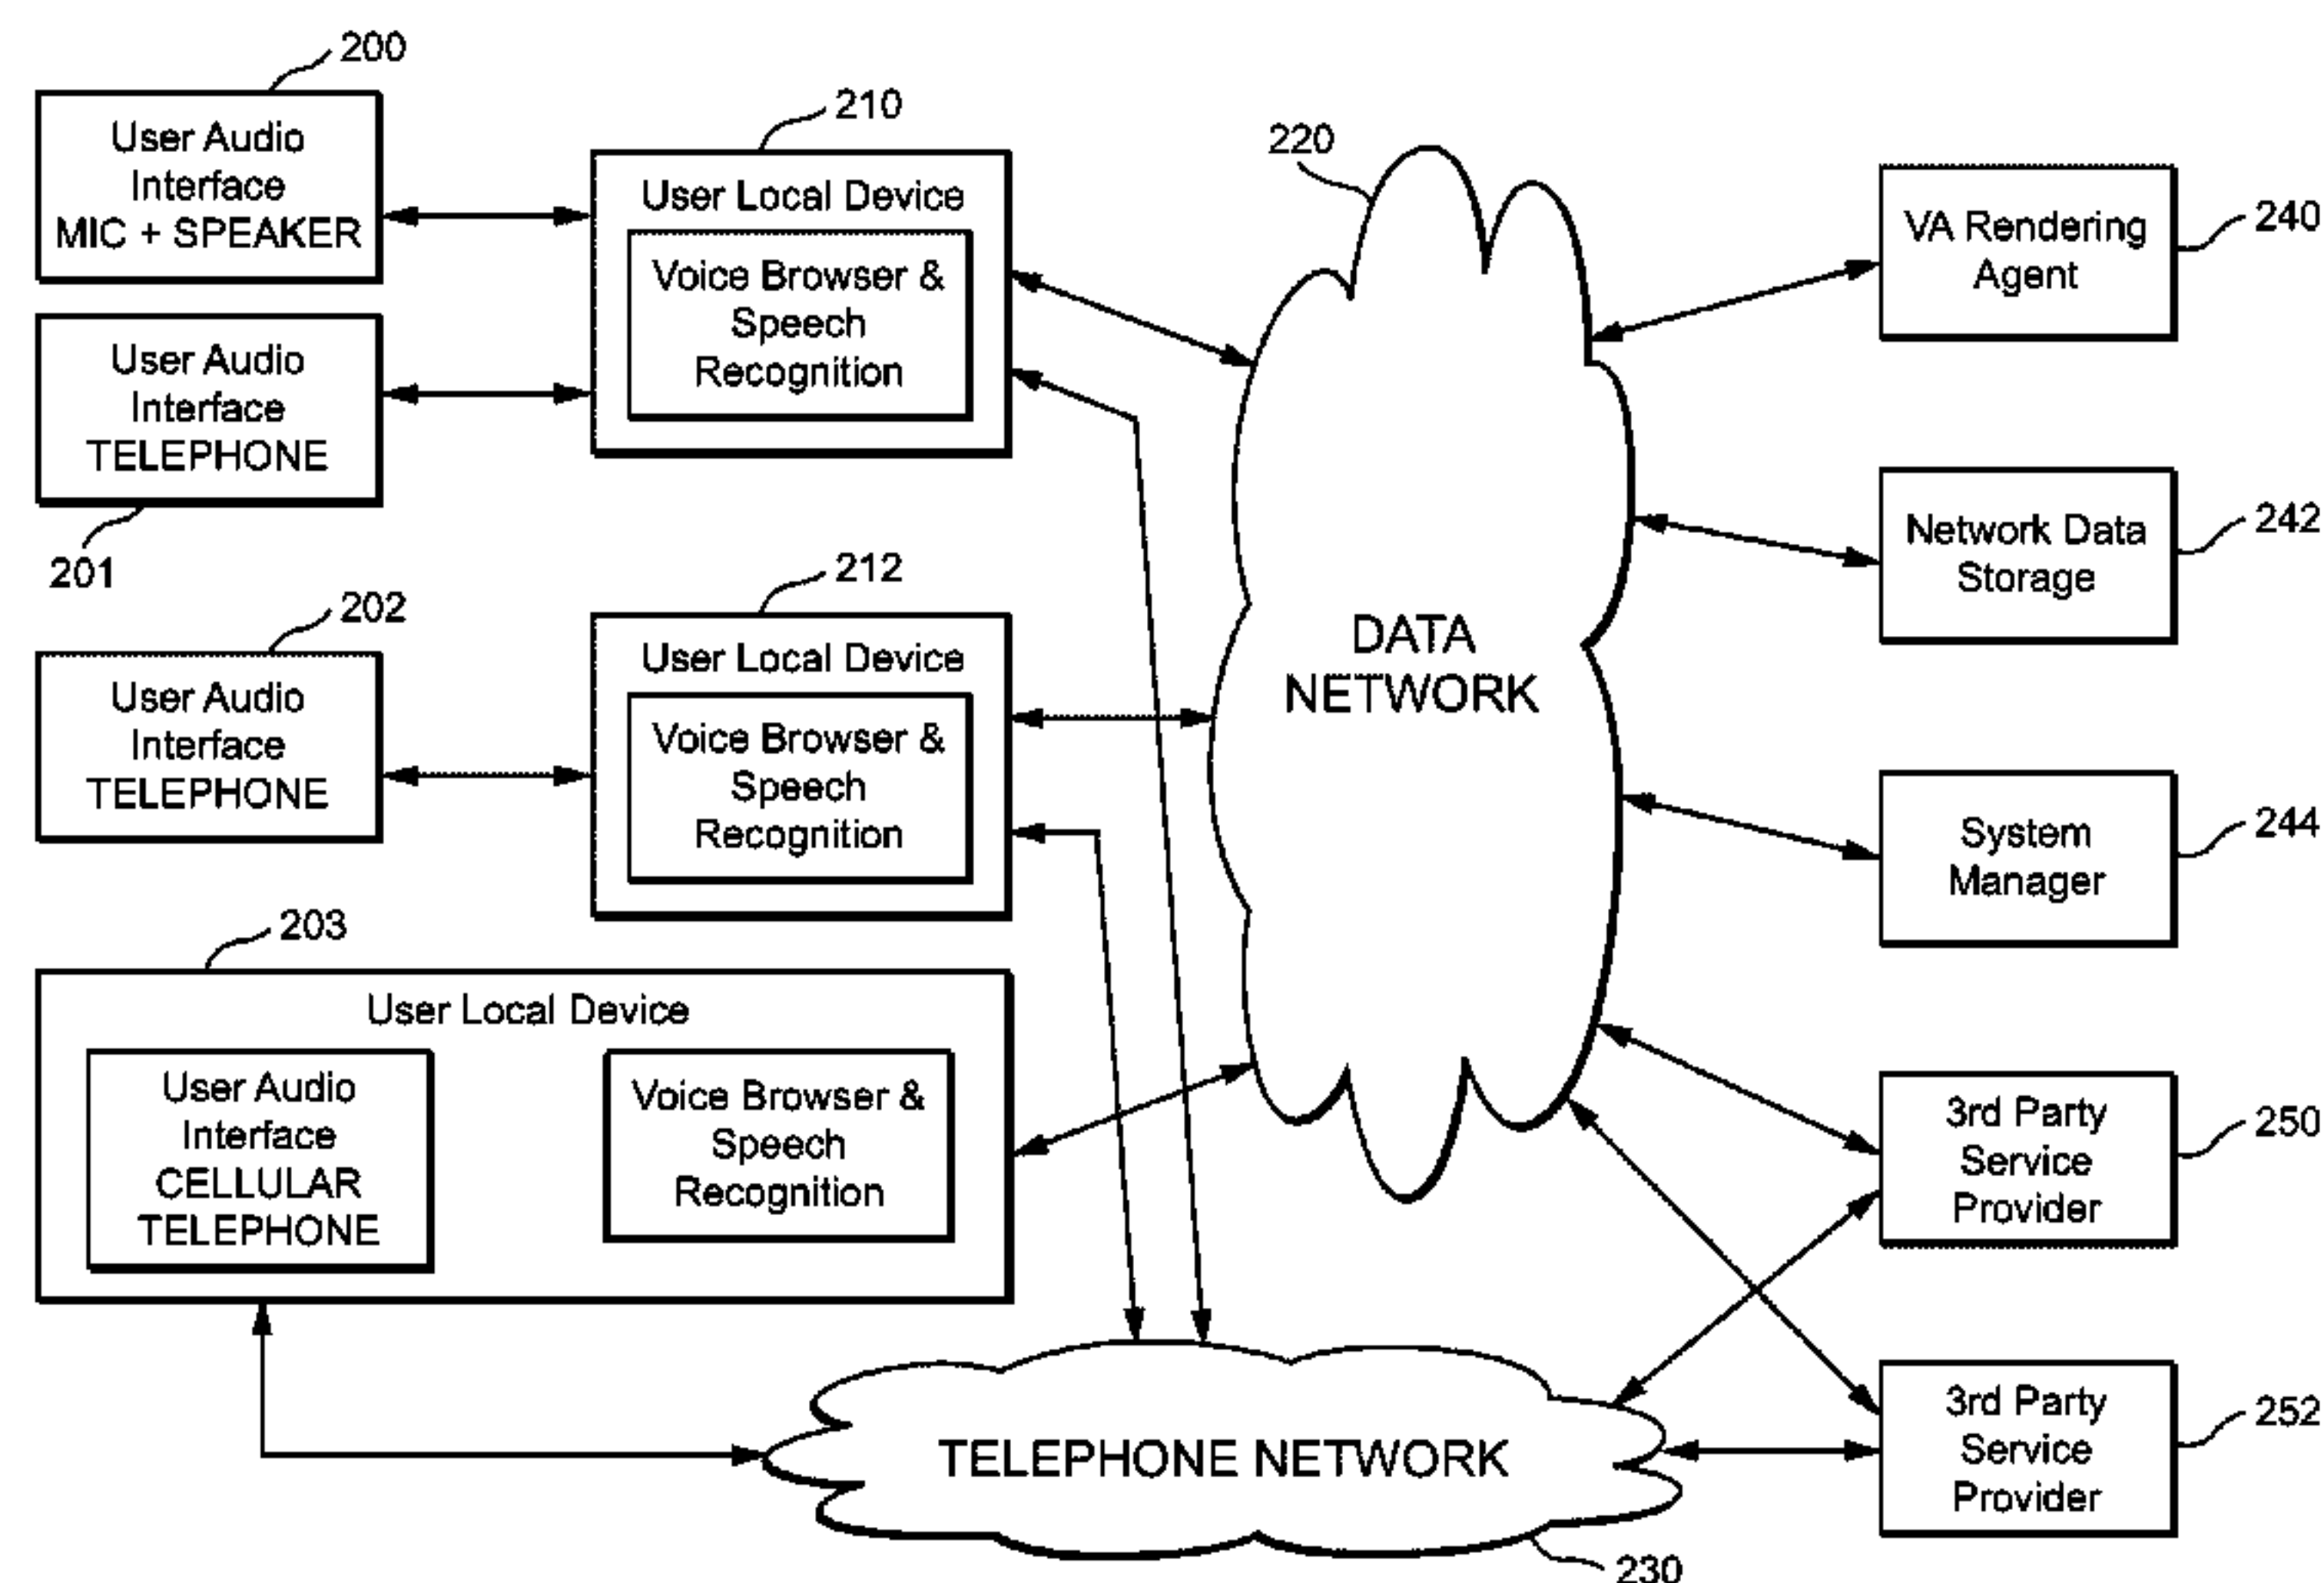 200
User Audio
Interface
MIC + SPEAKER
User Audio
Interface
TELEPHONE
201
210
User Local Device
Voice Browser &
Speech
Recognition
202
User Audio
Interface
TELEPHONE
212
User Local Device
Voice Browser &
Speech
Recognition
203
User Local Device
User Audio
Interface
CELLULAR
TELEPHONE
Voice Browser &
Speech
Recognition
220
DATA
NETWORK
TELEPHONE NETWORK
230
VA Rendering
Agent
240
Network Data
Storage
242
System
Manager
244
3rd Party
Service
Provider
250
3rd Party
Service
Provider
252